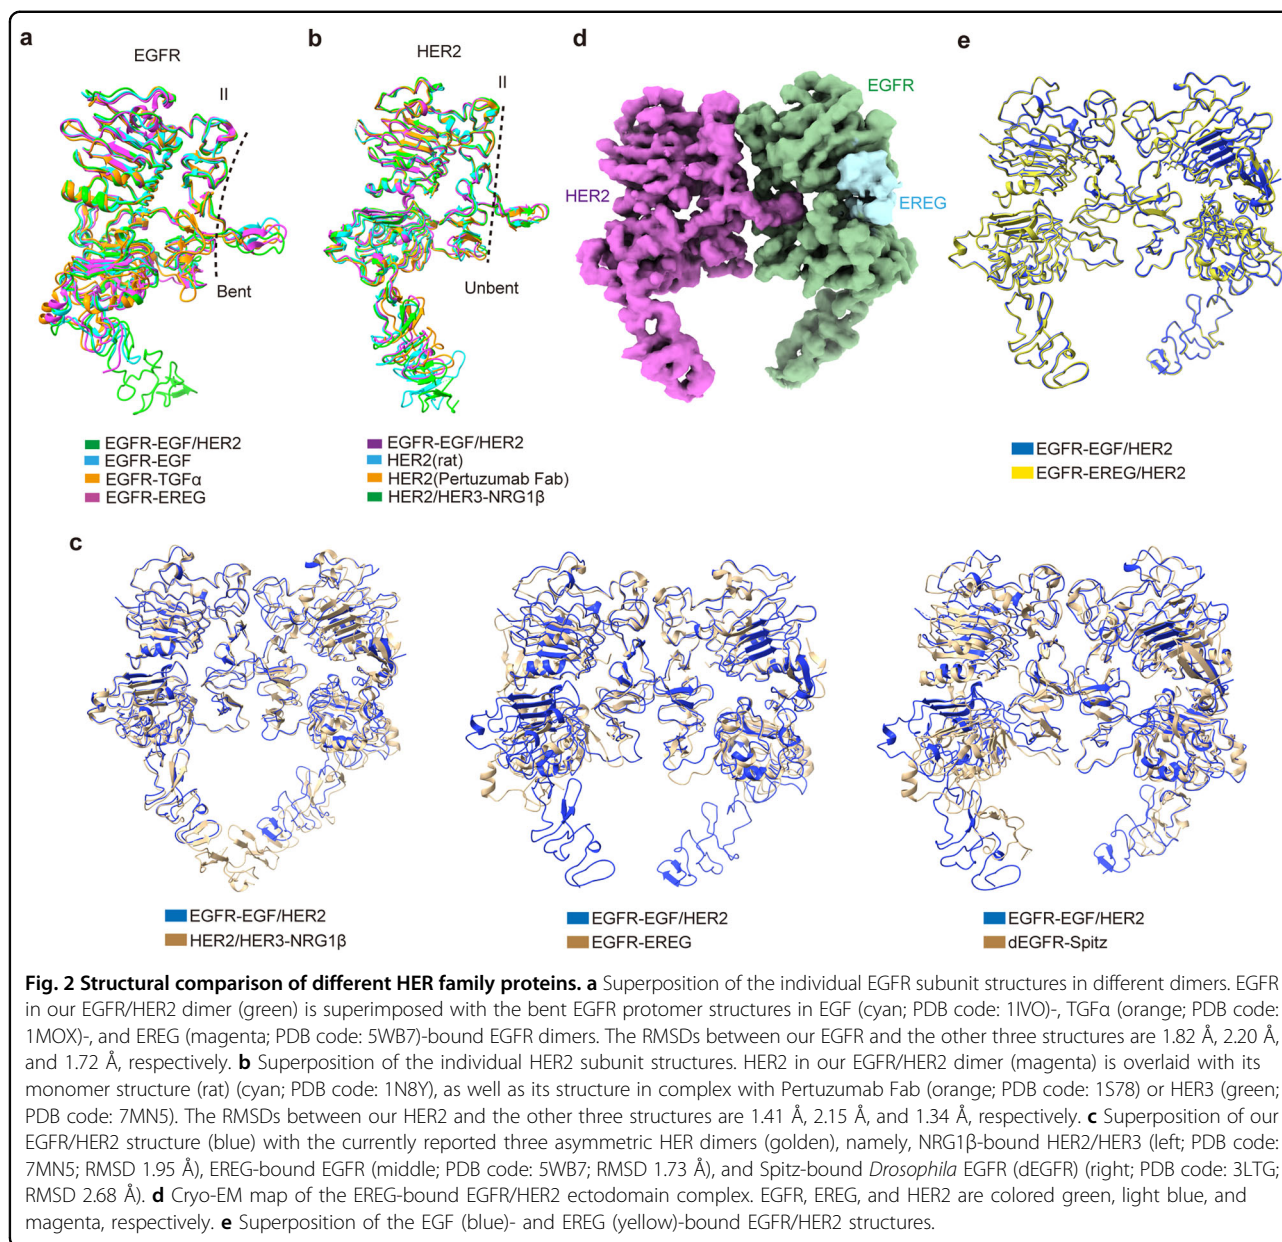 a
EGFR
II
Bent
EGFR-EGF/HER2
EGFR-EGF
EGFR-TGFα
EGFR-EREG
b
HER2
II
Unbent
EGFR-EGF/HER2
HER2(rat)
HER2(Pertuzumab Fab)
HER2/HER3-NRG1β
d
EGFR
HER2
EREG
e
EGFR-EGF/HER2
EGFR-EREG/HER2
c
EGFR-EGF/HER2
HER2/HER3-NRG1β
EGFR-EGF/HER2
EGFR-EREG
EGFR-EGF/HER2
dEGFR-Spitz
Fig. 2 Structural comparison of different HER family proteins. a Superposition of the individual EGFR subunit structures in different dimers. EGFR
in our EGFR/HER2 dimer (green) is superimposed with the bent EGFR protomer structures in EGF (cyan; PDB code: 1IVO)-, TGFα (orange; PDB code:
1MOX)-, and EREG (magenta; PDB code: 5WB7)-bound EGFR dimers. The RMSDs between our EGFR and the other three structures are 1.82 Å, 2.20 Å,
and 1.72 Å, respectively. b Superposition of the individual HER2 subunit structures. HER2 in our EGFR/HER2 dimer (magenta) is overlaid with its
monomer structure (rat) (cyan; PDB code: 1N8Y), as well as its structure in complex with Pertuzumab Fab (orange; PDB code: 1S78) or HER3 (green;
PDB code: 7MN5). The RMSDs between our HER2 and the other three structures are 1.41 Å, 2.15 Å, and 1.34 Å, respectively. c Superposition of our
EGFR/HER2 structure (blue) with the currently reported three asymmetric HER dimers (golden), namely, NRG1β-bound HER2/HER3 (left; PDB code:
7MN5; RMSD 1.95 Å), EREG-bound EGFR (middle; PDB code: 5WB7; RMSD 1.73 Å), and Spitz-bound Drosophila EGFR (dEGFR) (right; PDB code: 3LTG;
RMSD 2.68 Å). d Cryo-EM map of the EREG-bound EGFR/HER2 ectodomain complex. EGFR, EREG, and HER2 are colored green, light blue, and
magenta, respectively. e Superposition of the EGF (blue)- and EREG (yellow)-bound EGFR/HER2 structures.